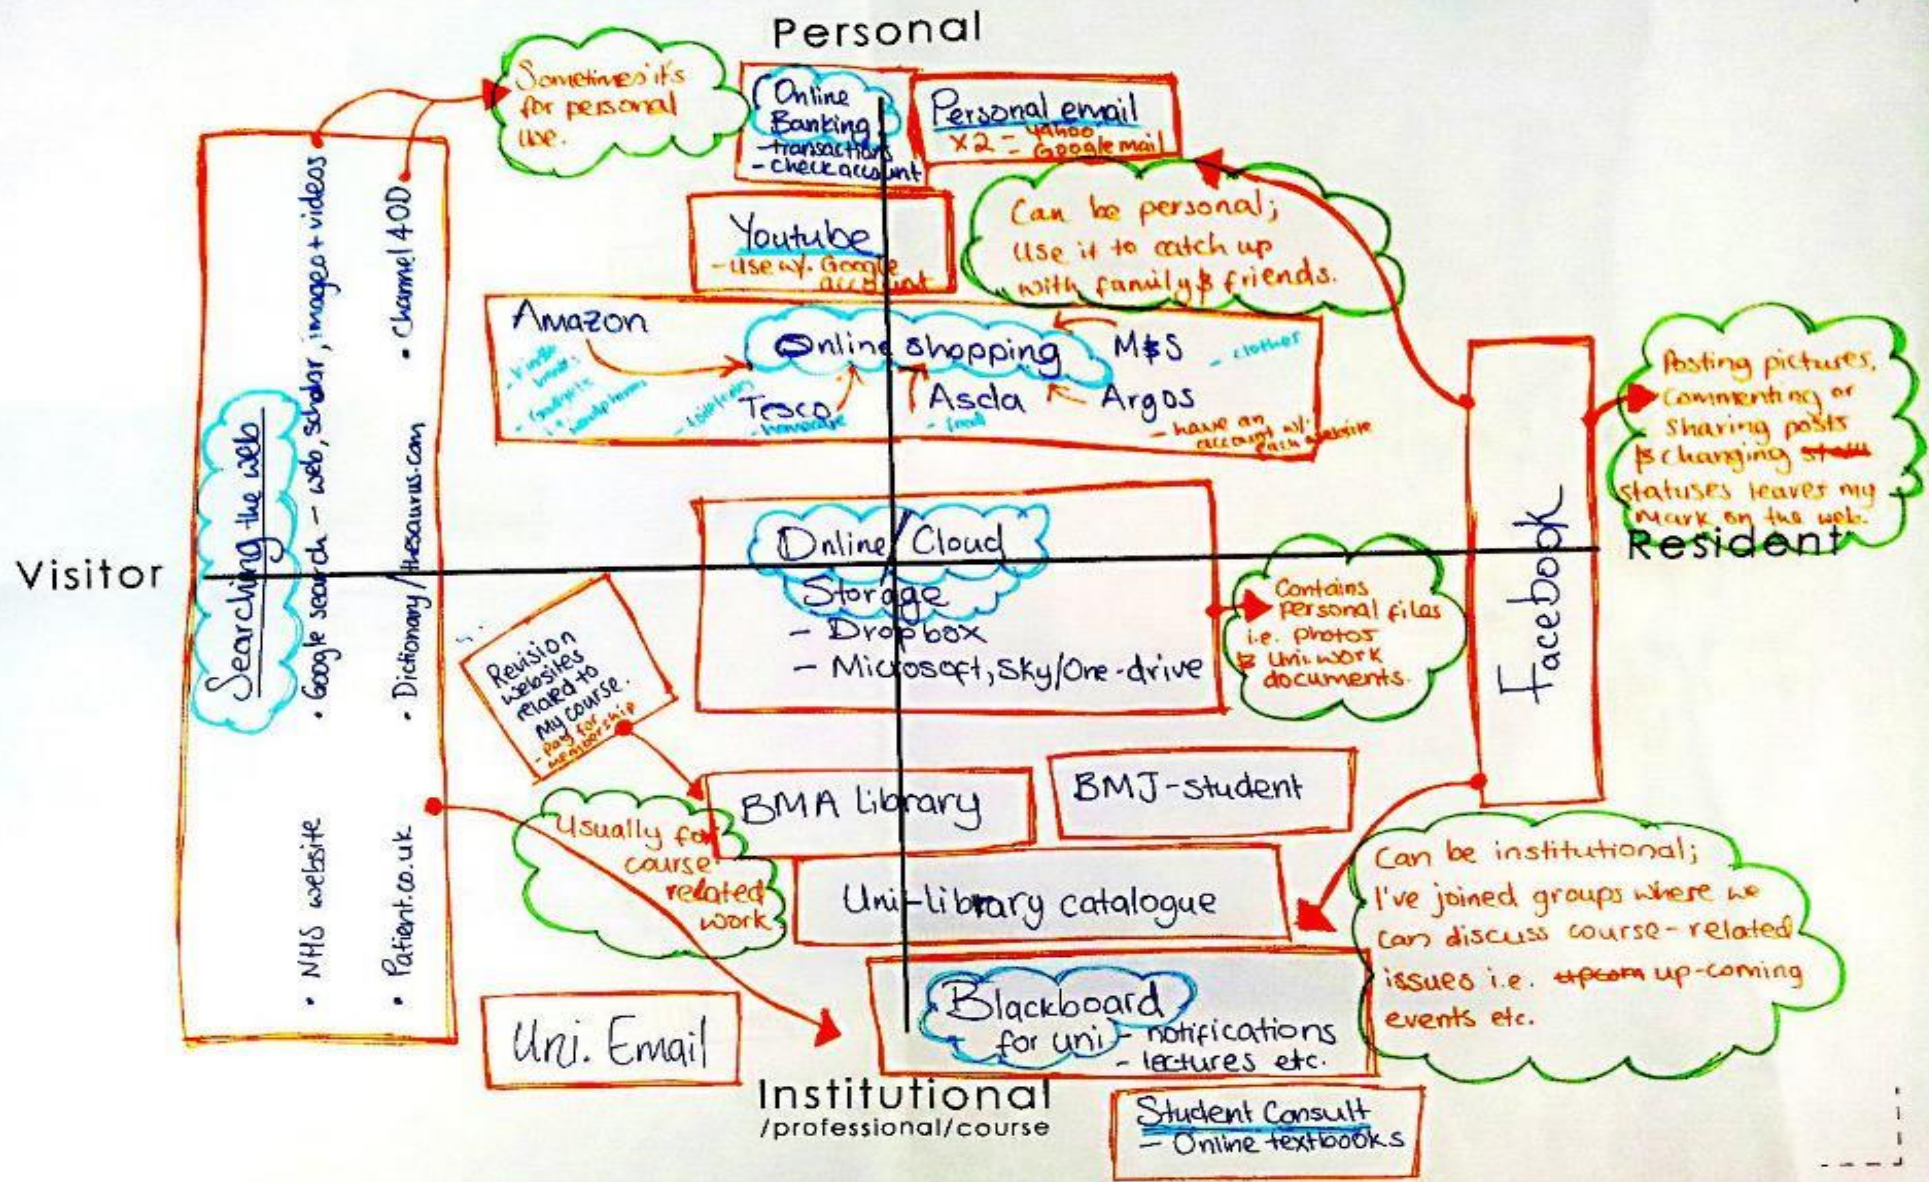 Personal
Sometimes it's
for personal
use.
Online
Banking
- transactions
- check account
Personal email
x2 - yahoo
Google mail
Youtube
- use w/. Google
account
Can be personal;
Use it to catch up
with family & friends.
Amazon
Online shopping
M&S
- clothes
Tesco
- homecare
Asda
- food
Argos
- have an
account w/.
each website
Searching the web
• Google search - web, scholar, images + videos
• Channel 4OD
• Dictionary/thesaurus.com
• NHS website
• Patient.co.uk
Posting pictures,
Commenting or
Sharing posts
& changing
statuses leaves my
mark on the web.
Visitor
Resident
Facebook
Online/Cloud
Storage
- Dropbox
- Microsoft, Sky/One-drive
Contains
personal files
i.e. photos
& uni. work
documents.
Revision
websites
related to
my course.
- pay for
membership
BMA Library
BMJ-student
Usually for
course
related
work
Uni-library catalogue
Can be institutional;
I've joined groups where we
can discuss course-related
issues i.e. upcom up-coming
events etc.
Blackboard
for uni - notifications
- lectures etc.
Uni. Email
Institutional
/professional/course
Student Consult
- Online textbooks